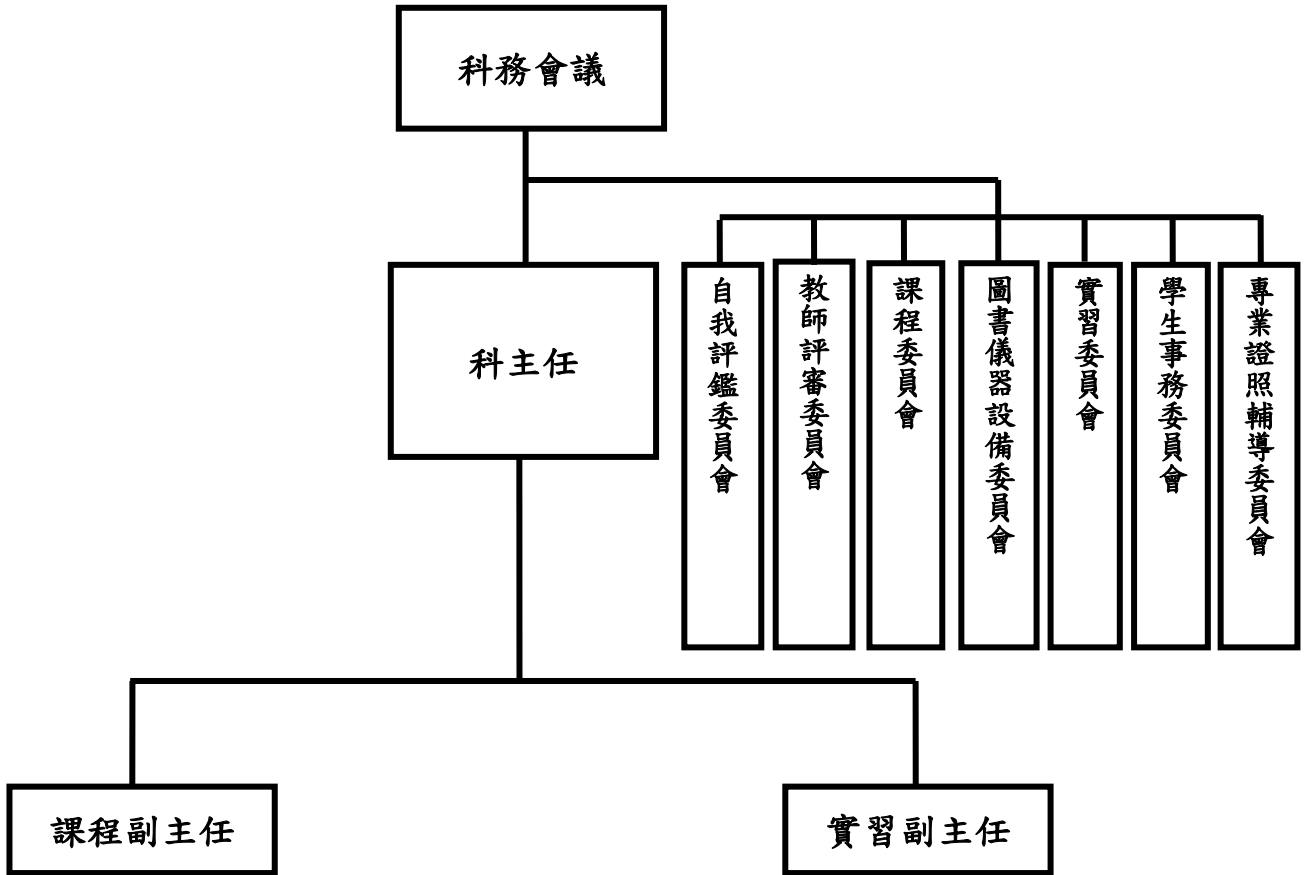 科務會議
科主任
自我評鑑委員會
教師評審委員會
課程委員會
圖書儀器設備委員會
實習委員會
學生事務委員會
專業證照輔導委員會
課程副主任
實習副主任